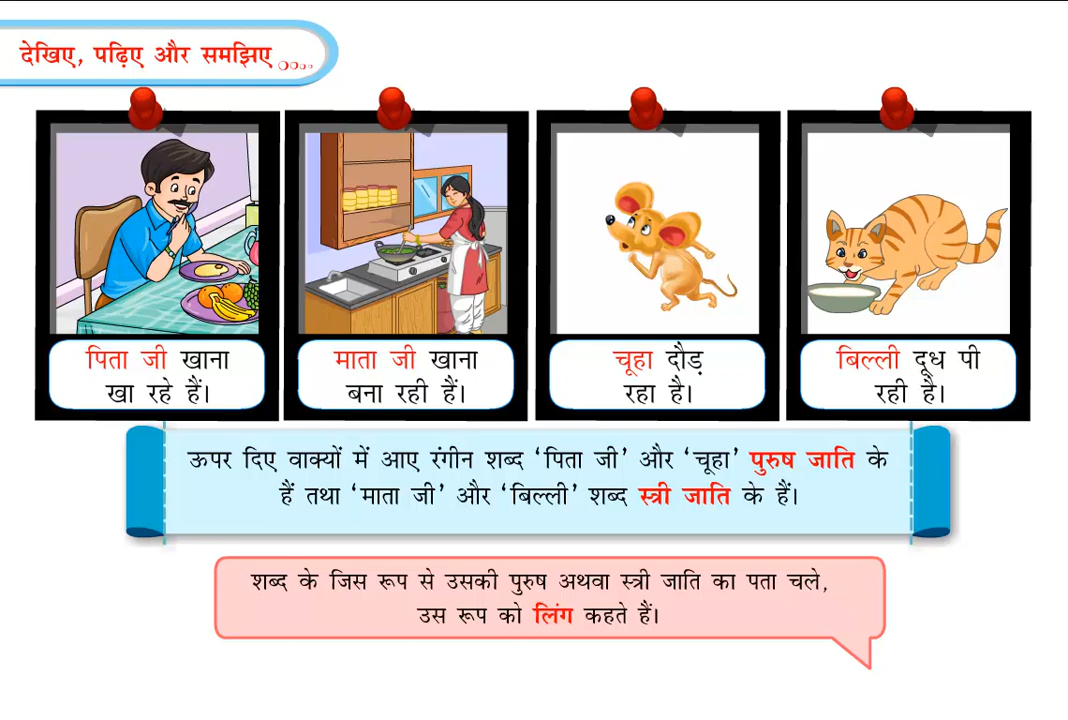 देखिए, पढ़िए और समझिए
पिता जी खाना
खा रहे हैं।
माता जी खाना
बना रही हैं।
चूहा दौड़
रहा है।
बिल्ली दूध पी
रही है।
ऊपर दिए वाक्यों में आए रंगीन शब्द ‘पिता जी’ और ‘चूहा’ पुरुष जाति के
हैं तथा ‘माता जी’ और ‘बिल्ली’ शब्द स्त्री जाति के हैं।
शब्द के जिस रूप से उसकी पुरुष अथवा स्त्री जाति का पता चले,
उस रूप को लिंग कहते हैं।